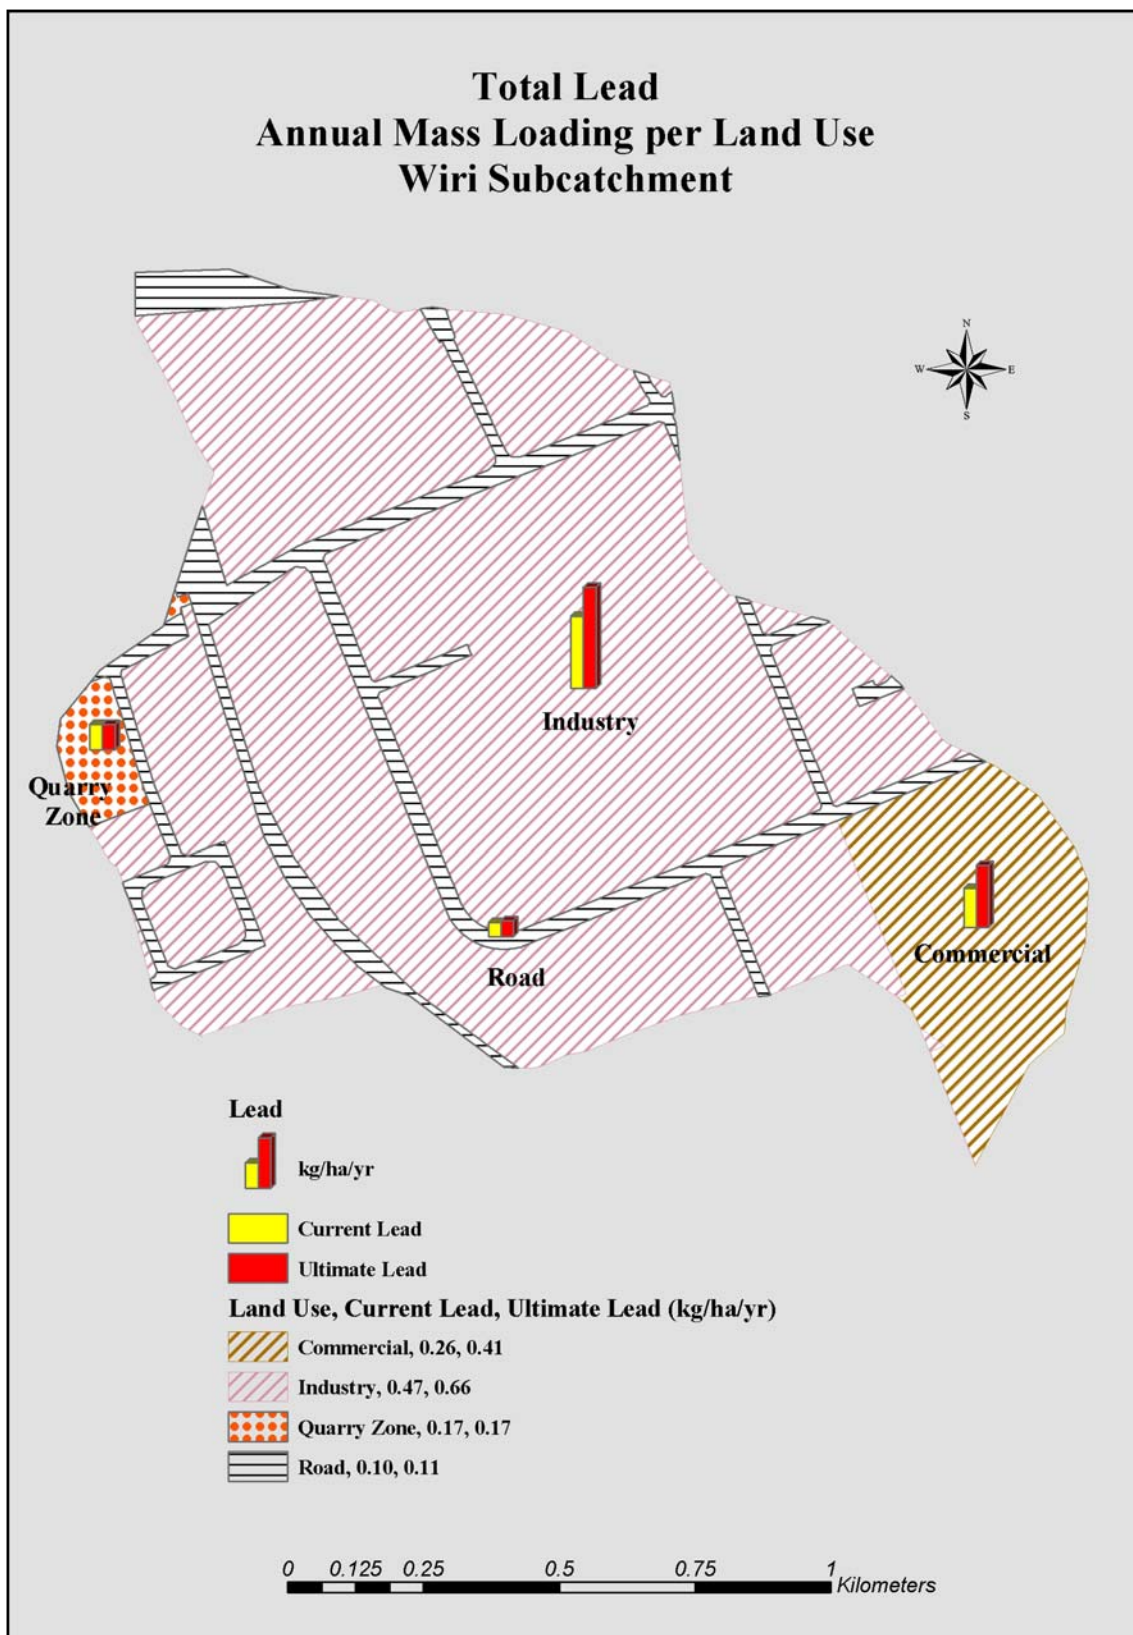 Total Lead
Annual Mass Loading per Land Use
Wiri Subcatchment
N
W E
S
Industry
Quarry
Zone
Commercial
Road
Lead
kg/ha/yr
Current Lead
Ultimate Lead
Land Use, Current Lead, Ultimate Lead (kg/ha/yr)
Commercial, 0.26, 0.41
Industry, 0.47, 0.66
Quarry Zone, 0.17, 0.17
Road, 0.10, 0.11
0 0.125 0.25 0.5 0.75 1
Kilometers